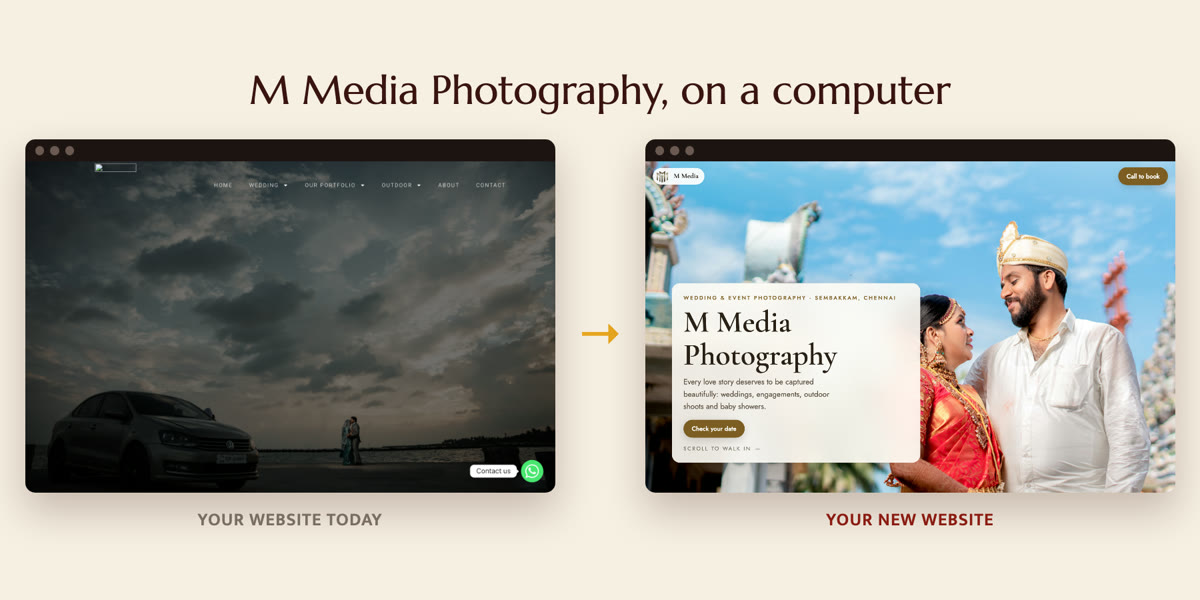 M Media Photography, on a computer
HOME WEDDING OUR PORTFOLIO OUTDOOR ABOUT CONTACT
Contact us
YOUR WEBSITE TODAY
M Media
Call to book
WEDDING & EVENT PHOTOGRAPHY · SEMBAKKAM, CHENNAI
M Media
Photography
Every love story deserves to be captured
beautifully: weddings, engagements, outdoor
shoots and baby showers.
Check your date
SCROLL TO WALK IN —
YOUR NEW WEBSITE